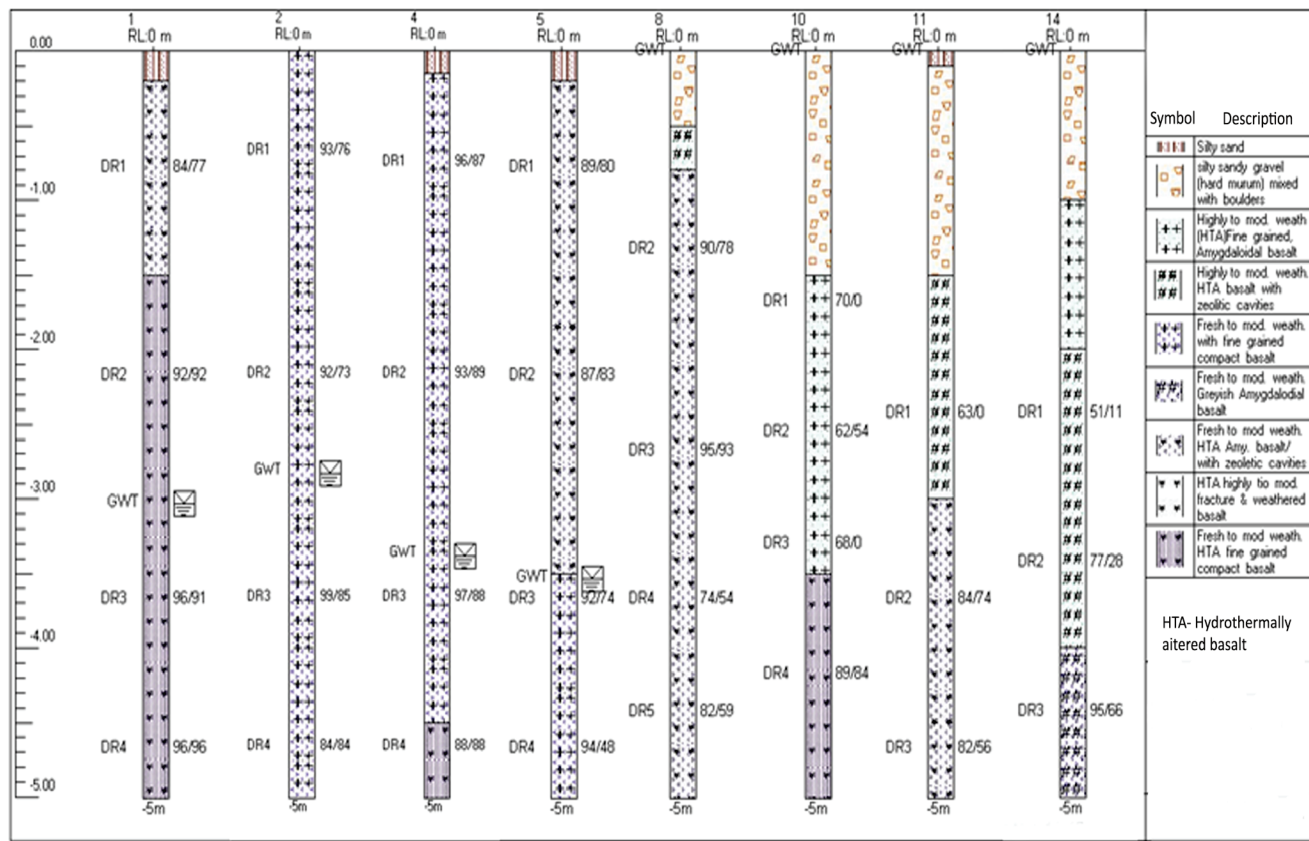 1
2
4
5
8
10
11
14
RL:0 m
RL:0 m
RL:0 m
RL:0 m
RL:0 m
RL:0 m
RL:0 m
RL:0 m
GWT
GWT
GWT
GWT
0.00
-1.00
-2.00
-3.00
-4.00
-5.00
DR1 84/77
DR2 92/92
GWT
DR3 96/91
DR4 96/96
-5m
DR1 93/76
DR2 92/73
GWT
DR3 99/85
DR4 84/84
-5m
DR1 96/87
DR2 93/89
GWT
DR3 97/88
DR4 88/88
-5m
DR1 89/80
DR2 87/83
GWT
DR3 92/74
DR4 94/48
-5m
DR2 90/78
DR3 95/93
DR4 74/54
DR5 82/59
-5m
DR1 70/0
DR2 62/54
DR3 68/0
DR4 89/84
-5m
DR1 63/0
DR2 84/74
DR3 82/56
-5m
DR1 51/11
DR2 77/28
DR3 95/66
-5m
Symbol Description
Silty sand
silty sandy gravel
(hard murum) mixed
with boulders
Highly to mod. weath
(HTA)Fine grained,
Amygdaloidal basalt
Highly to mod. weath.
HTA basalt with
zeolitic cavities
Fresh to mod. weath.
with fine grained
compact basalt
Fresh to mod. weath.
Greyish Amygdalodial
basalt
Fresh to mod. weath.
HTA Amy. basalt/
with zeoletic cavities
HTA highly tio mod.
fracture & weathered
basalt
Fresh to mod weath.
HTA fine grained
compact basalt
HTA- Hydrothermally
aitered basalt